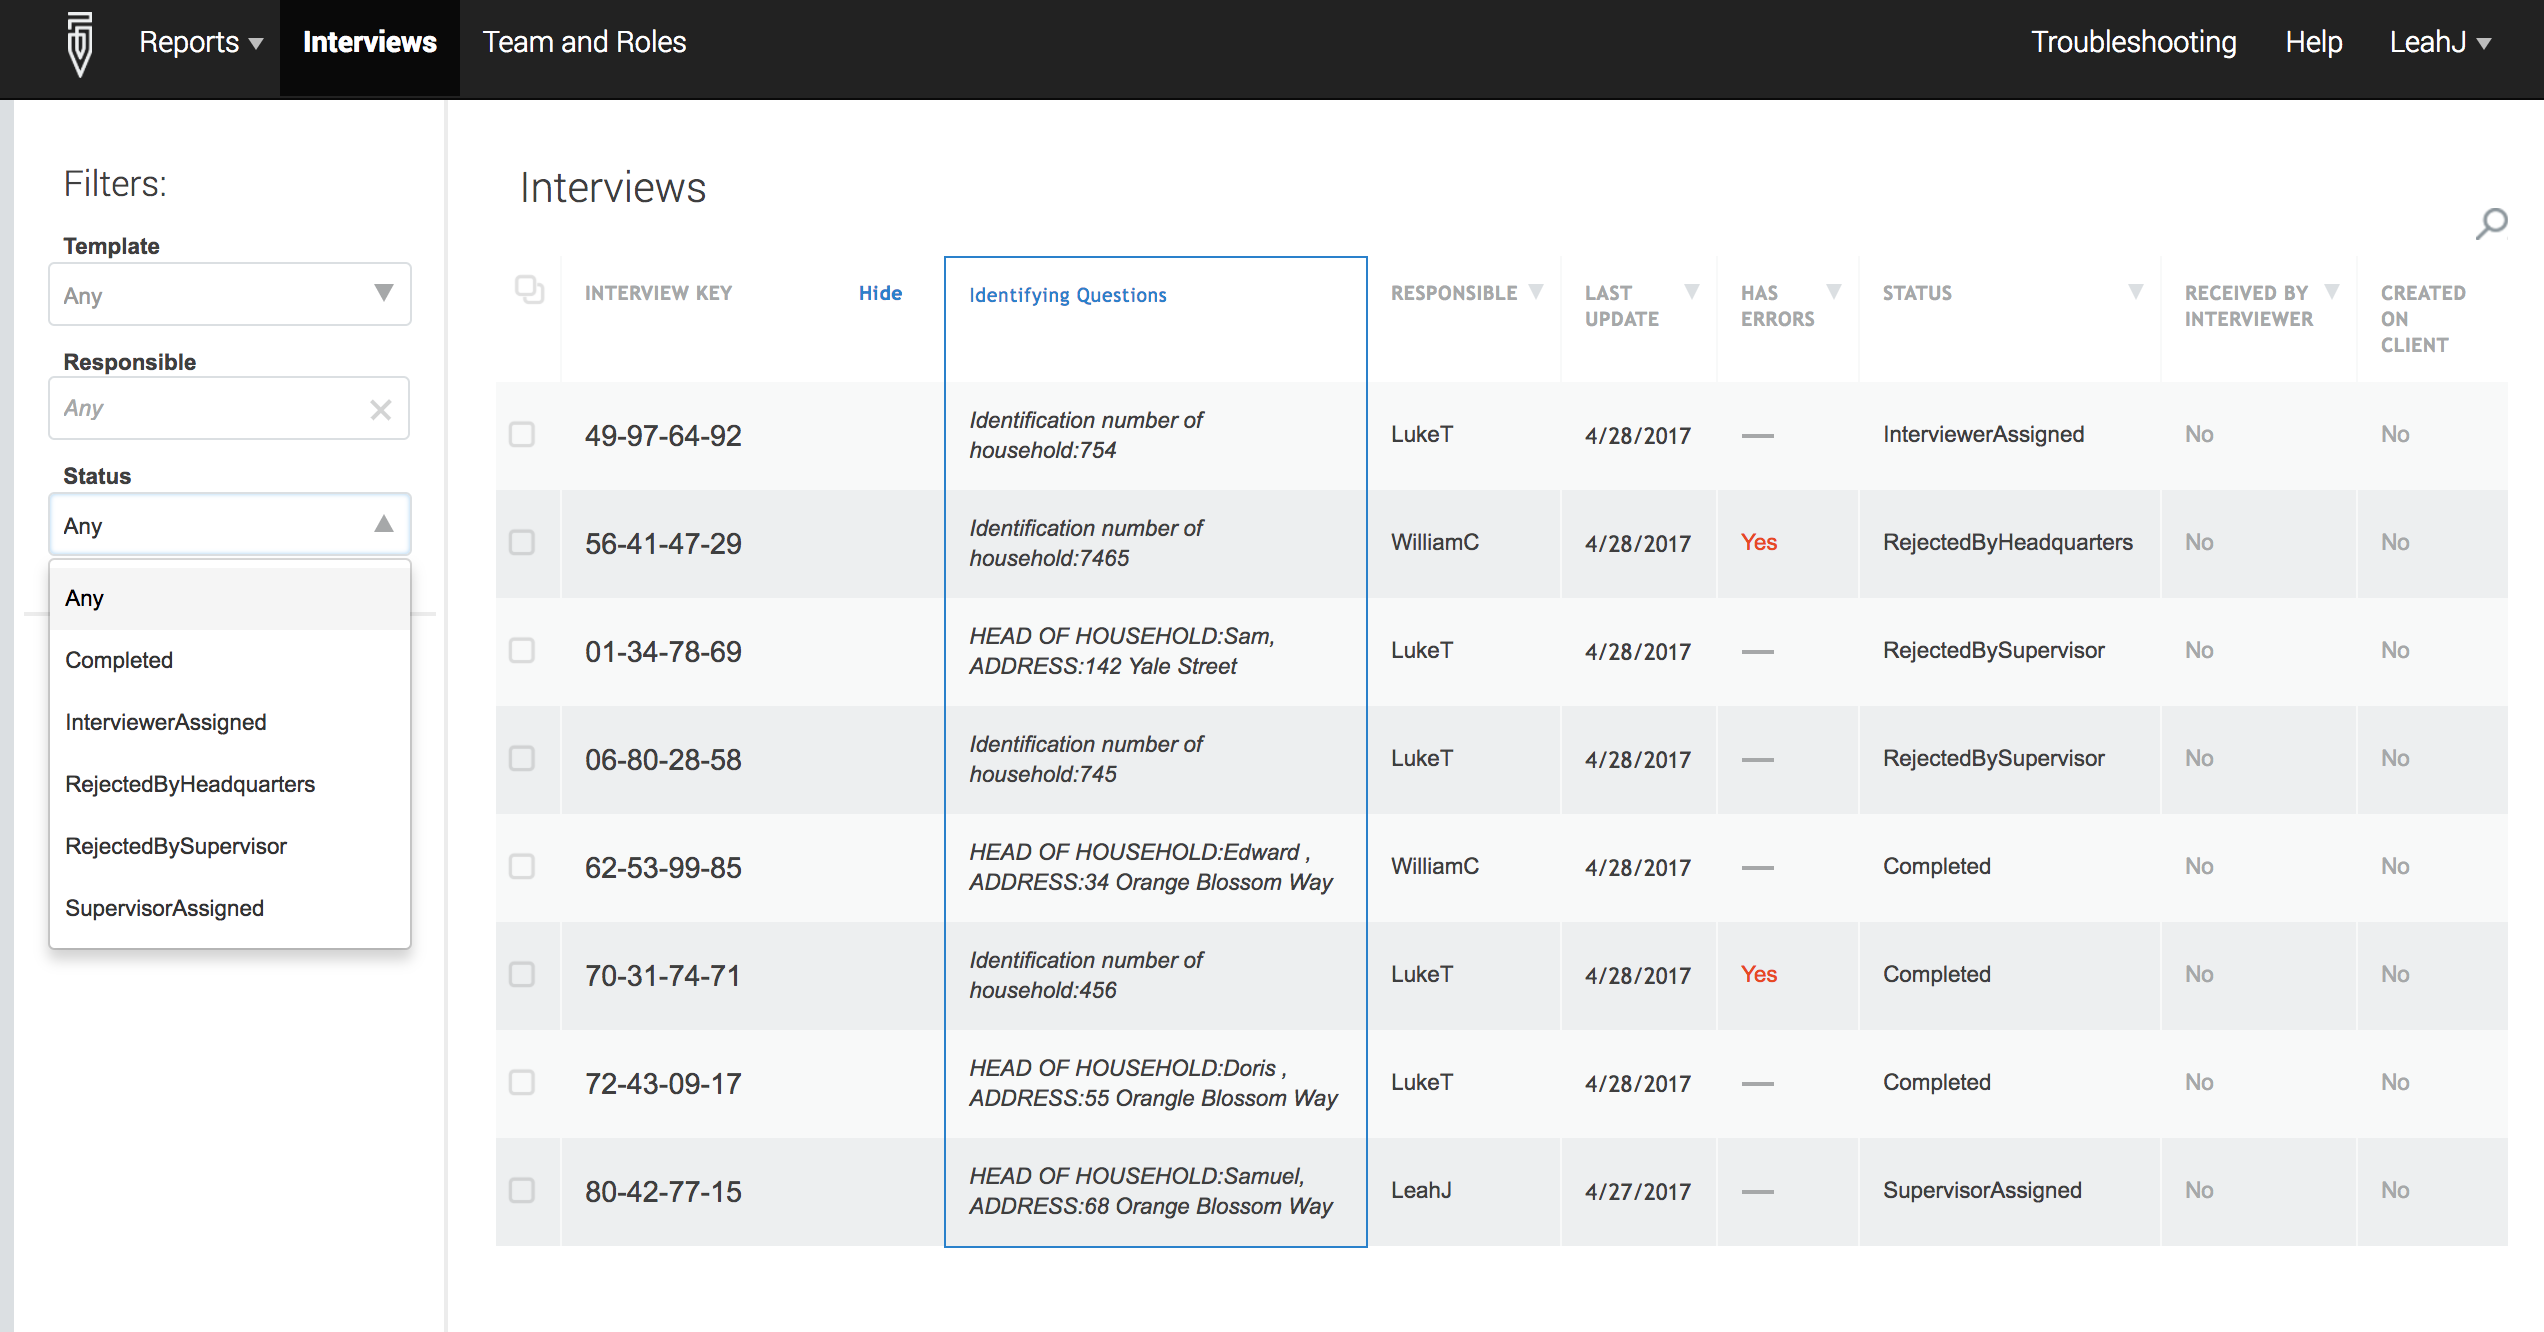 Reports Interviews Team and Roles Troubleshooting Help LeahJ
Filters:
Template
Any
Responsible
Any
Status
Any
Any
Completed
InterviewerAssigned
RejectedByHeadquarters
RejectedBySupervisor
SupervisorAssigned
Interviews
INTERVIEW KEY Hide Identifying Questions RESPONSIBLE LAST HAS STATUS RECEIVED BY CREATED
UPDATE ERRORS INTERVIEWER ON
CLIENT
Identification number of
49-97-64-92 household:754 LukeT 4/28/2017 — InterviewerAssigned No No
Identification number of
56-41-47-29 household:7465 WilliamC 4/28/2017 Yes RejectedByHeadquarters No No
HEAD OF HOUSEHOLD:Sam,
01-34-78-69 ADDRESS:142 Yale Street LukeT 4/28/2017 — RejectedBySupervisor No No
Identification number of
06-80-28-58 household:745 LukeT 4/28/2017 — RejectedBySupervisor No No
HEAD OF HOUSEHOLD:Edward ,
62-53-99-85 ADDRESS:34 Orange Blossom Way WilliamC 4/28/2017 — Completed No No
Identification number of
70-31-74-71 household:456 LukeT 4/28/2017 Yes Completed No No
HEAD OF HOUSEHOLD:Doris ,
72-43-09-17 ADDRESS:55 Orangle Blossom Way LukeT 4/28/2017 — Completed No No
HEAD OF HOUSEHOLD:Samuel,
80-42-77-15 ADDRESS:68 Orange Blossom Way LeahJ 4/27/2017 — SupervisorAssigned No No